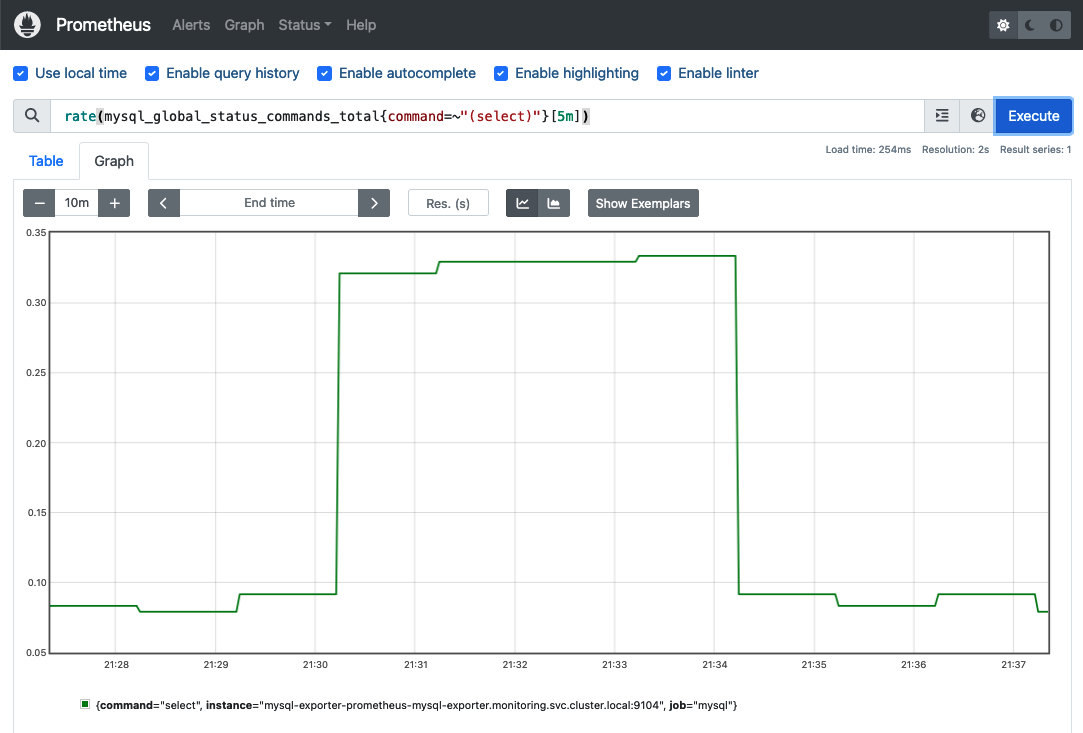 Prometheus Alerts Graph Status Help
Use local time Enable query history Enable autocomplete Enable highlighting Enable linter
rate(mysql_global_status_commands_total{command=~"(select)"}[5m]) Execute
Load time: 254ms Resolution: 2s Result series: 1
Table Graph
− 10m + End time Res. (s) Show Exemplars
0.35
0.30
0.25
0.20
0.15
0.10
0.05
21:28 21:29 21:30 21:31 21:32 21:33 21:34 21:35 21:36 21:37
{command="select", instance="mysql-exporter-prometheus-mysql-exporter.monitoring.svc.cluster.local:9104", job="mysql"}